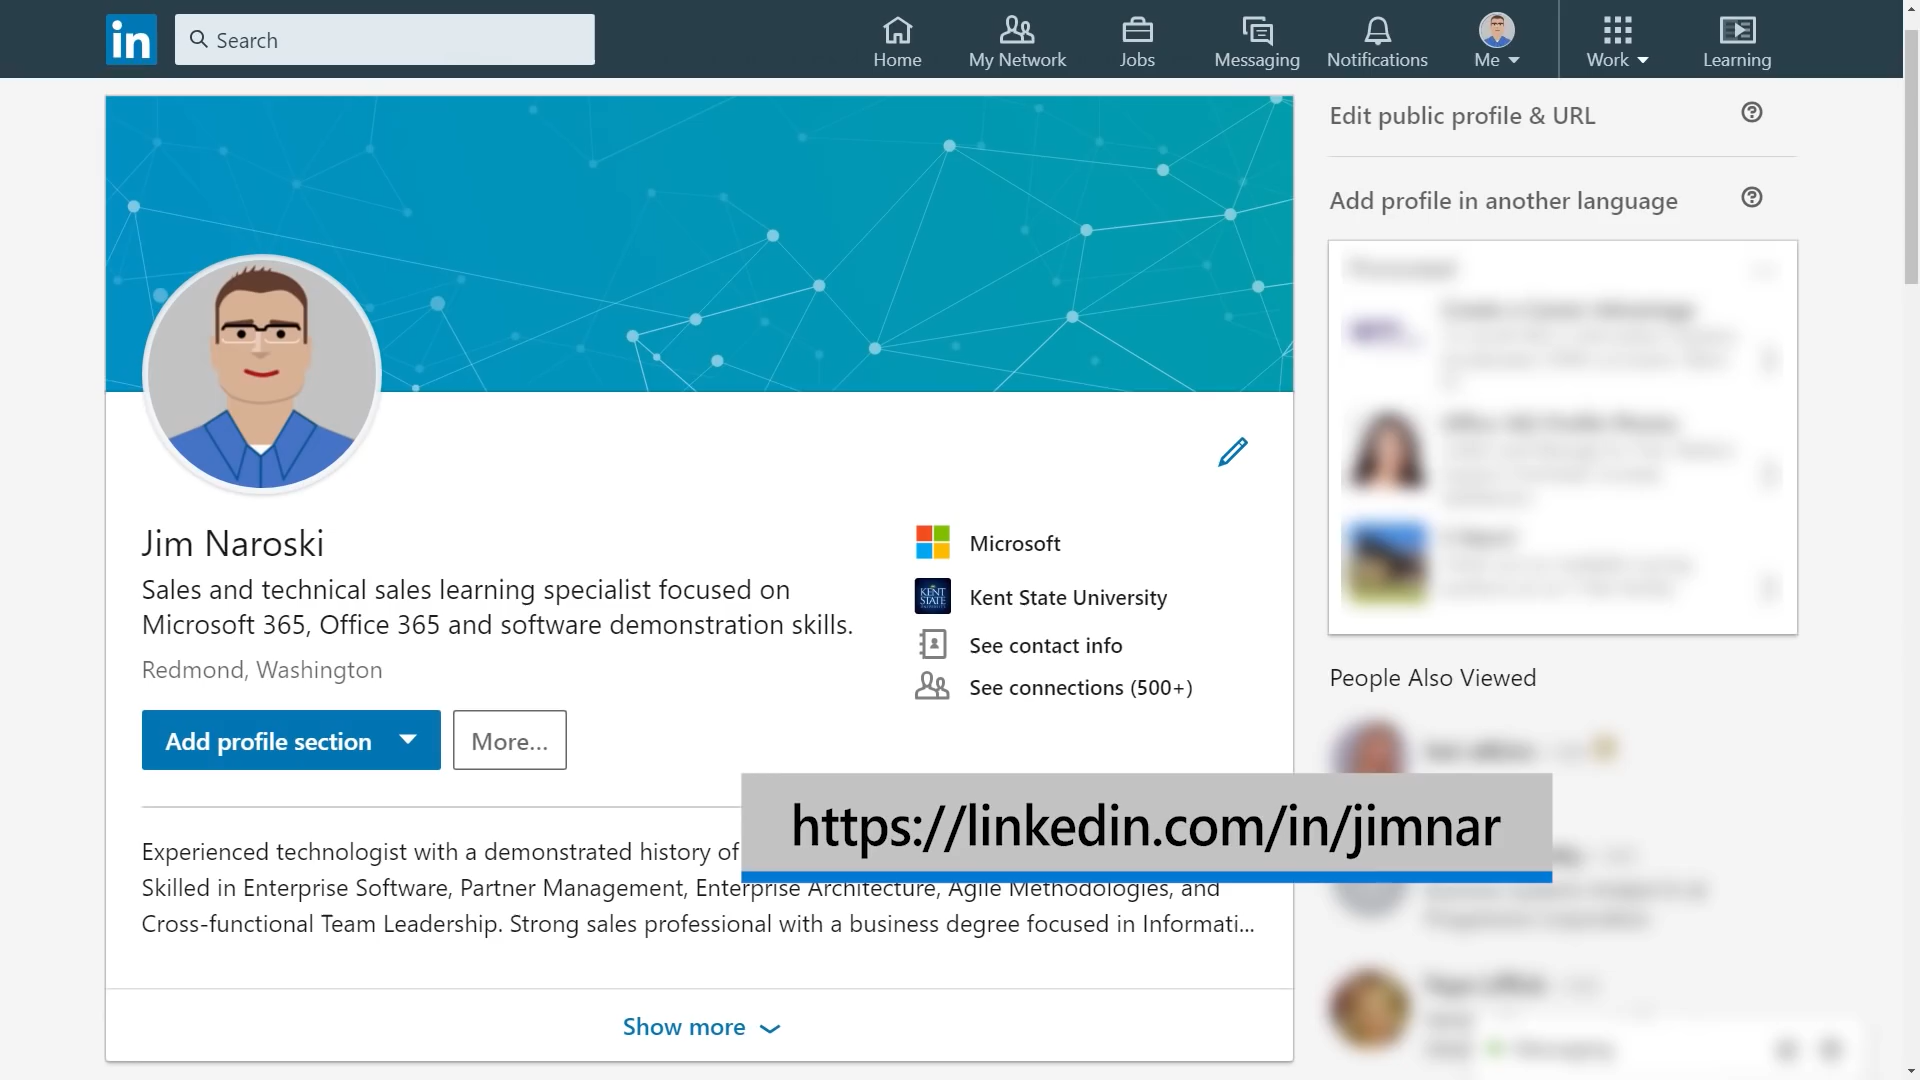 in
Search
Home
My Network
Jobs
Messaging
Notifications
Me
Work
Learning
Edit public profile & URL
Add profile in another language
Jim Naroski
Sales and technical sales learning specialist focused on
Microsoft 365, Office 365 and software demonstration skills.
Redmond, Washington
Microsoft
KENT STATE
Kent State University
See contact info
See connections (500+)
Add profile section
More...
People Also Viewed
https://linkedin.com/in/jimnar
Experienced technologist with a demonstrated history of
Skilled in Enterprise Software, Partner Management, Enterprise Architecture, Agile Methodologies, and
Cross-functional Team Leadership. Strong sales professional with a business degree focused in Informati...
Show more